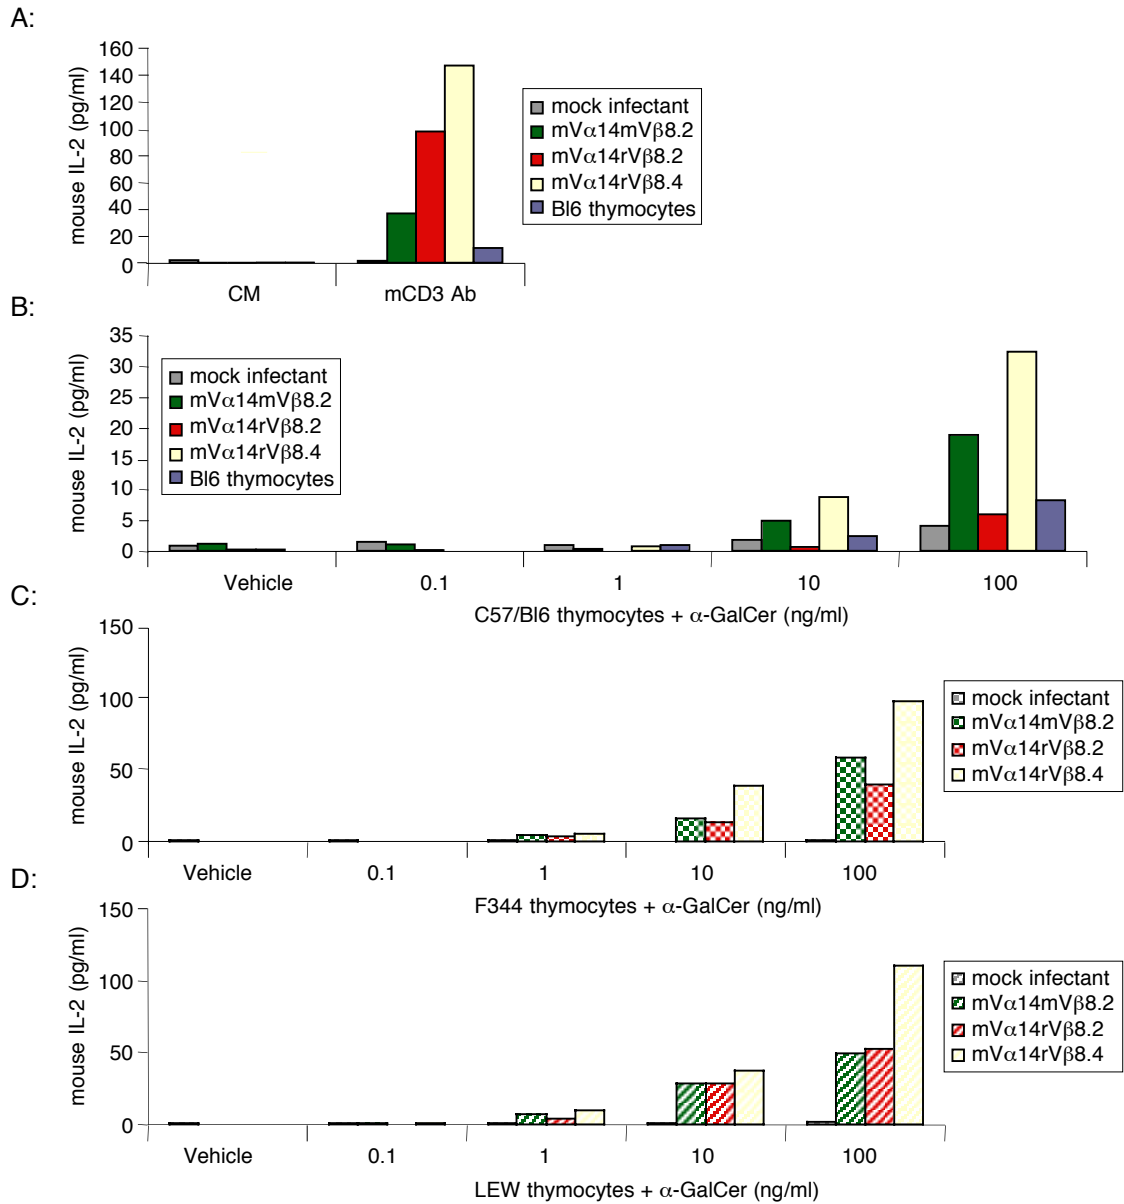 A:
mouse IL-2 (pg/ml)
160
140
120
100
80
60
40
20
0
CM
mCD3 Ab
mock infectant
mVα14mVβ8.2
mVα14rVβ8.2
mVα14rVβ8.4
Bl6 thymocytes
B:
mouse IL-2 (pg/ml)
35
30
25
20
15
10
5
0
mock infectant
mVα14mVβ8.2
mVα14rVβ8.2
mVα14rVβ8.4
Bl6 thymocytes
Vehicle
0.1
1
10
100
C57/Bl6 thymocytes + α-GalCer (ng/ml)
C:
mouse IL-2 (pg/ml)
150
100
50
0
mock infectant
mVα14mVβ8.2
mVα14rVβ8.2
mVα14rVβ8.4
Vehicle
0.1
1
10
100
F344 thymocytes + α-GalCer (ng/ml)
D:
mouse IL-2 (pg/ml)
150
100
50
0
mock infectant
mVα14mVβ8.2
mVα14rVβ8.2
mVα14rVβ8.4
Vehicle
0.1
1
10
100
LEW thymocytes + α-GalCer (ng/ml)